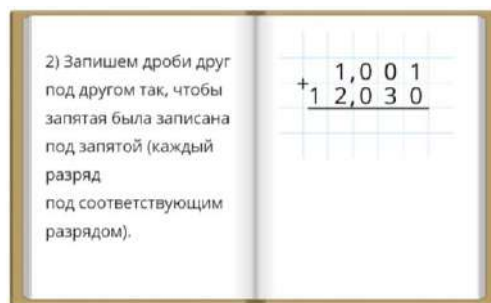 2) Запишем дроби друг
под другом так, чтобы
запятая была записана
под запятой (каждый
разряд
под соответствующим
разрядом).
1,001
+
12,030